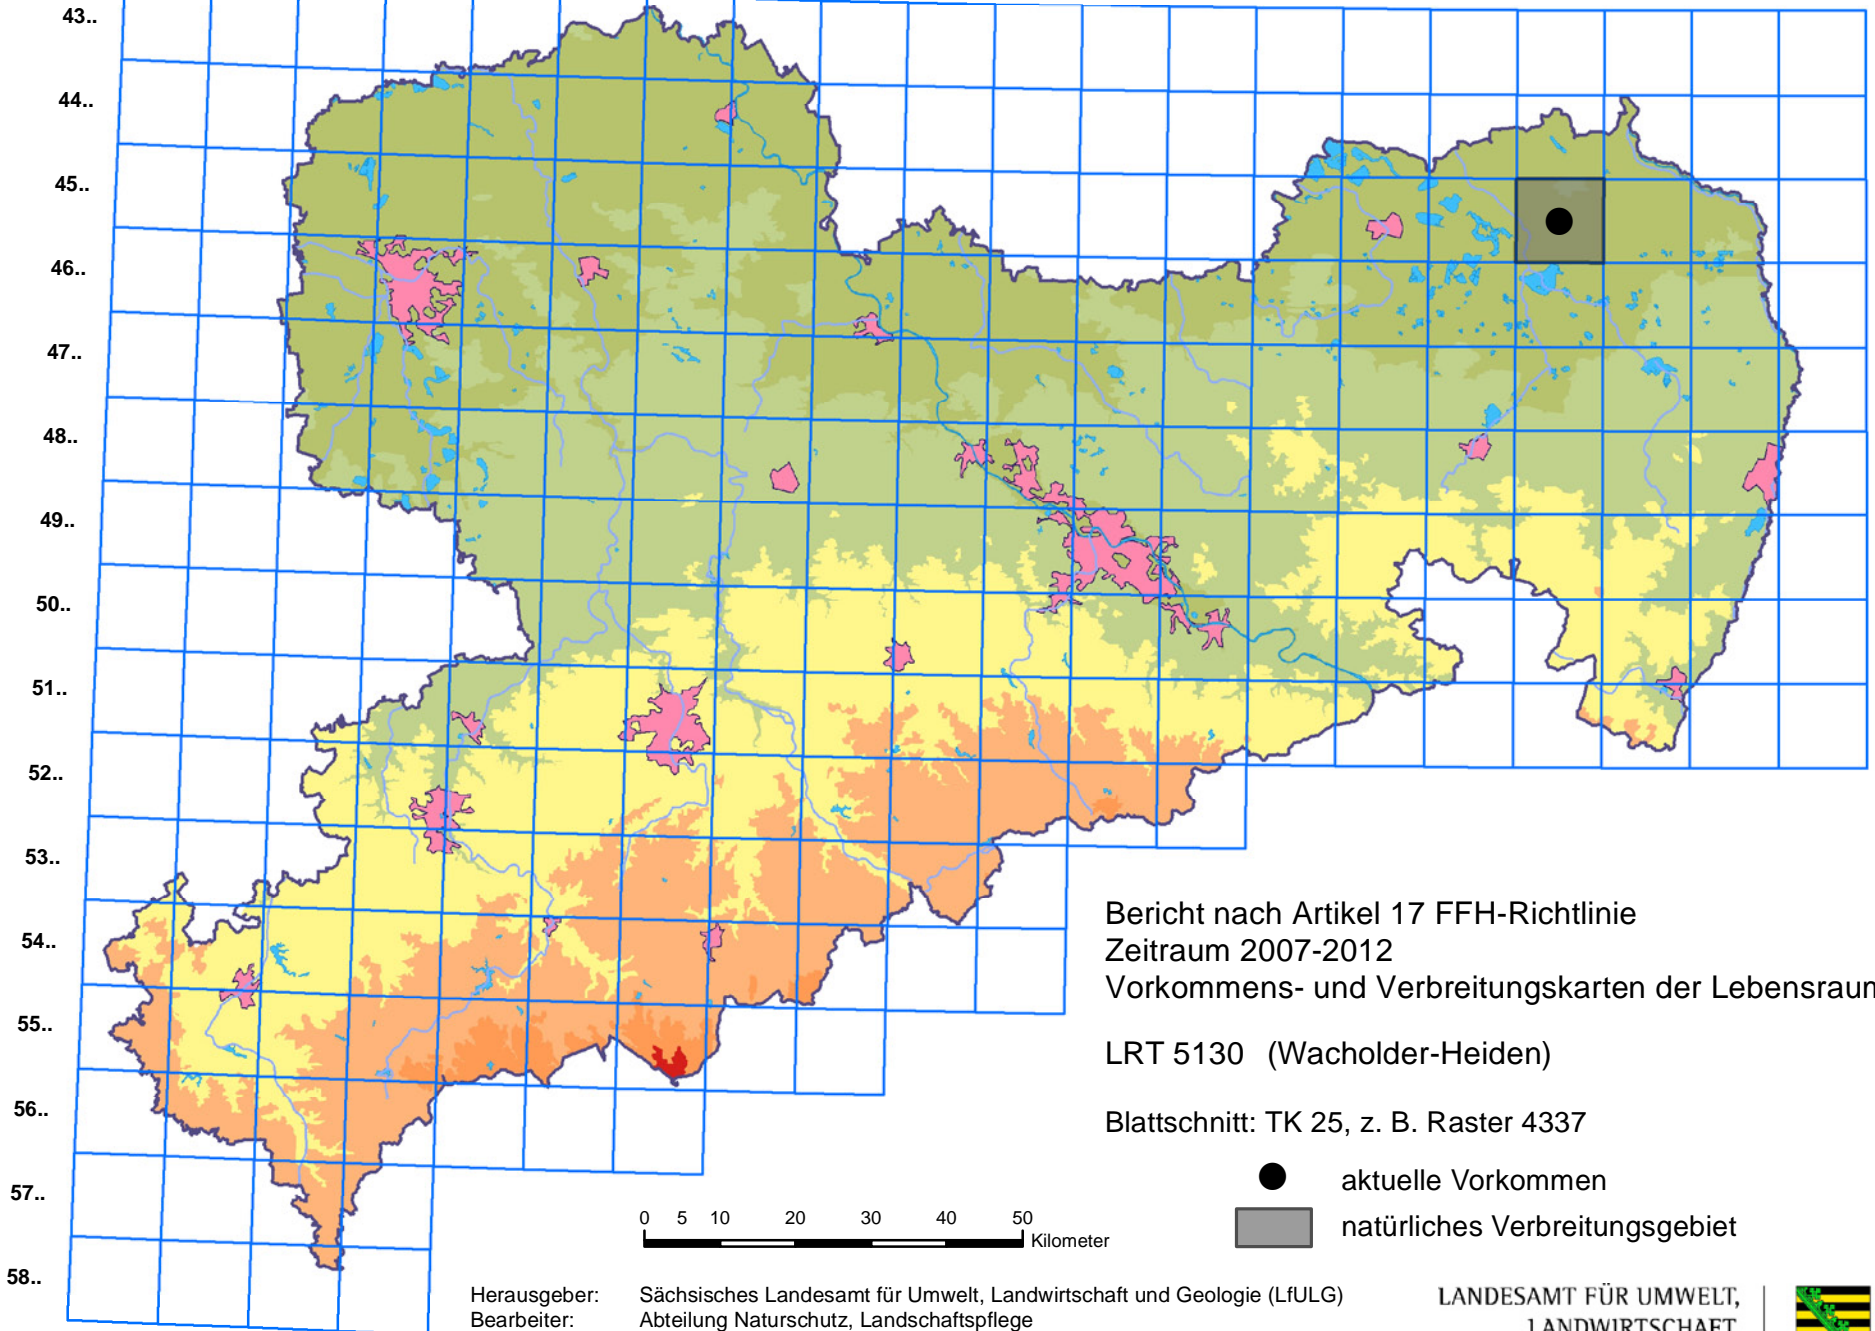 43..
44..
45..
46..
47..
48..
49..
50..
51..
52..
53..
54..
55..
56..
57..
58..
Bericht nach Artikel 17 FFH-Richtlinie
Zeitraum 2007-2012
Vorkommens- und Verbreitungskarten der Lebensraum
LRT 5130 (Wacholder-Heiden)
Blattschnitt: TK 25, z. B. Raster 4337
aktuelle Vorkommen
natürliches Verbreitungsgebiet
0 5 10 20 30 40 50
Kilometer
Herausgeber: Sächsisches Landesamt für Umwelt, Landwirtschaft und Geologie (LfULG)
Bearbeiter: Abteilung Naturschutz, Landschaftspflege
LANDESAMT FÜR UMWELT,
LANDWIRTSCHAFT